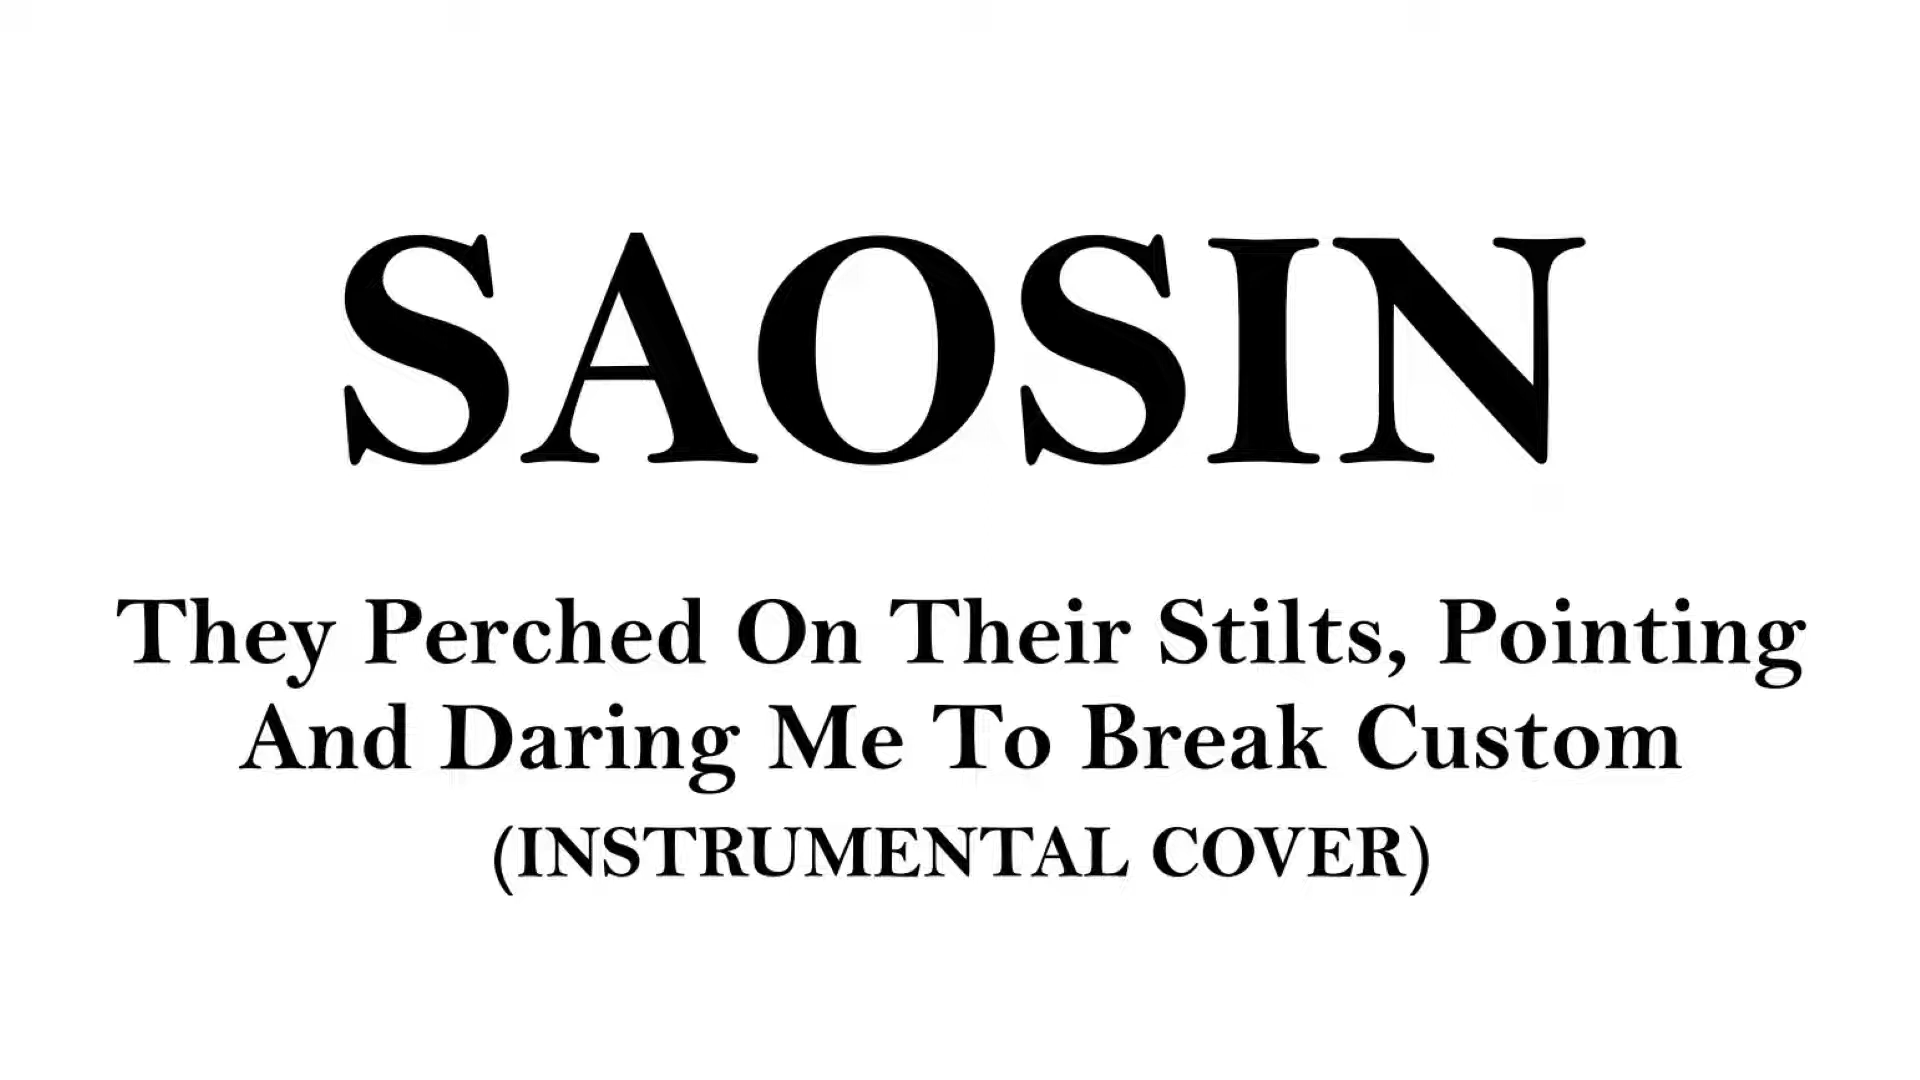 SAOSIN
They Perched On Their Stilts, Pointing
And Daring Me To Break Custom
(INSTRUMENTAL COVER)